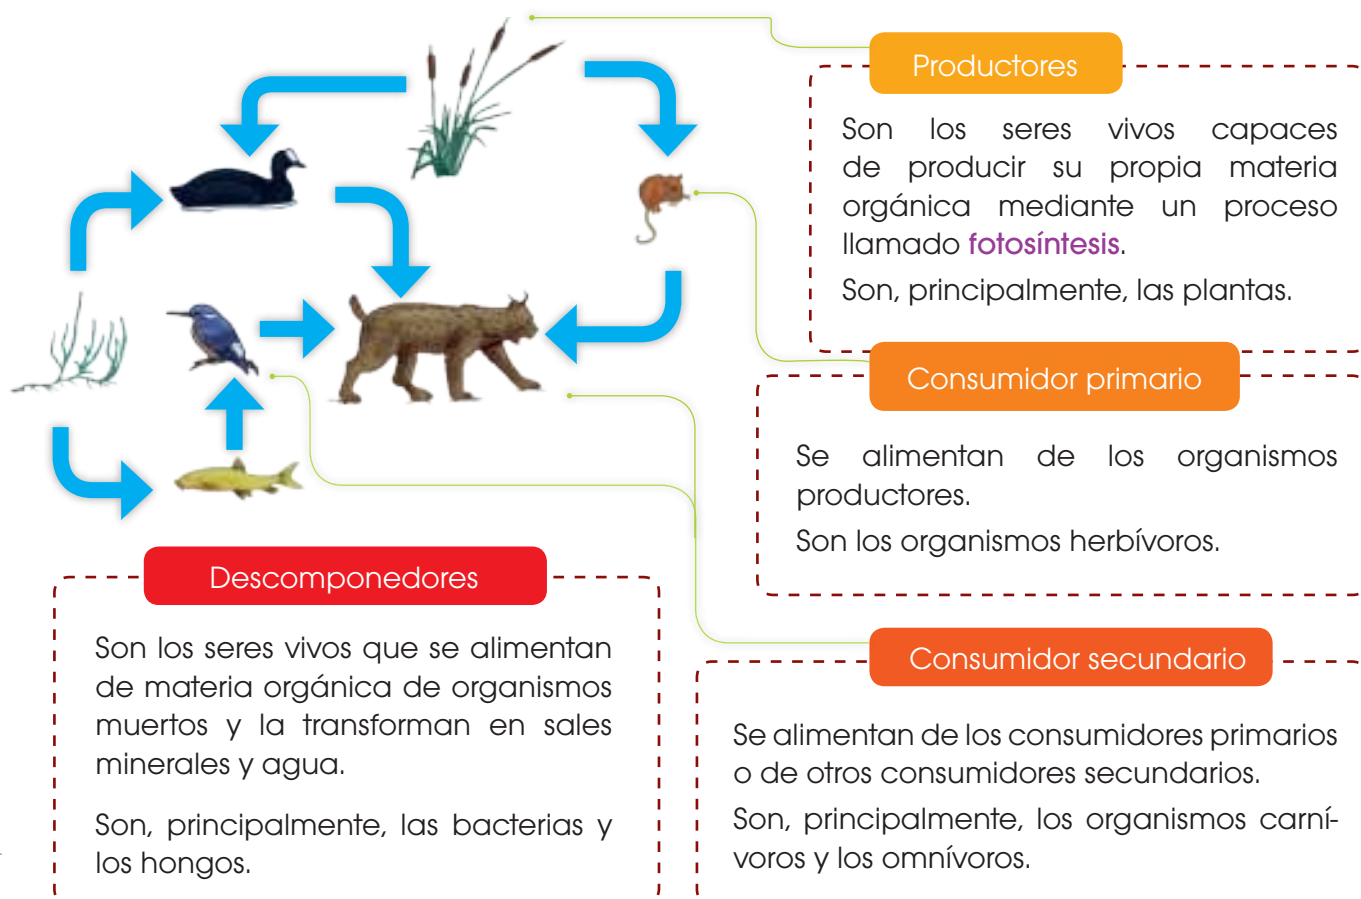 Productores
Son los seres vivos capaces
de producir su propia materia
orgánica mediante un proceso
llamado fotosíntesis.
Son, principalmente, las plantas.
Consumidor primario
Se alimentan de los organismos
productores.
Son los organismos herbívoros.
Descomponedores
Son los seres vivos que se alimentan
de materia orgánica de organismos
muertos y la transforman en sales
minerales y agua.
Son, principalmente, las bacterias y
los hongos.
Consumidor secundario
Se alimentan de los consumidores primarios
o de otros consumidores secundarios.
Son, principalmente, los organismos carní-
voros y los omnívoros.